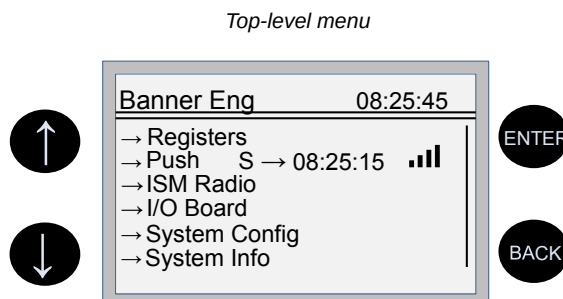 Top-level menu
Banner Eng 08:25:45
→ Registers
→ Push S → 08:25:15
→ ISM Radio
→ I/O Board
→ System Config
→ System Info
↑
↓
ENTER
BACK